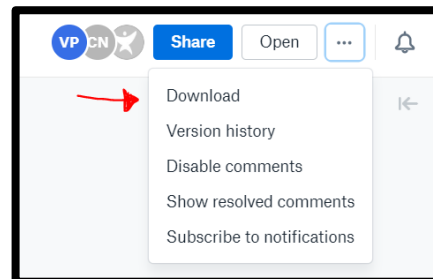 VP CN Share Open ...
Download
Version history
Disable comments
Show resolved comments
Subscribe to notifications